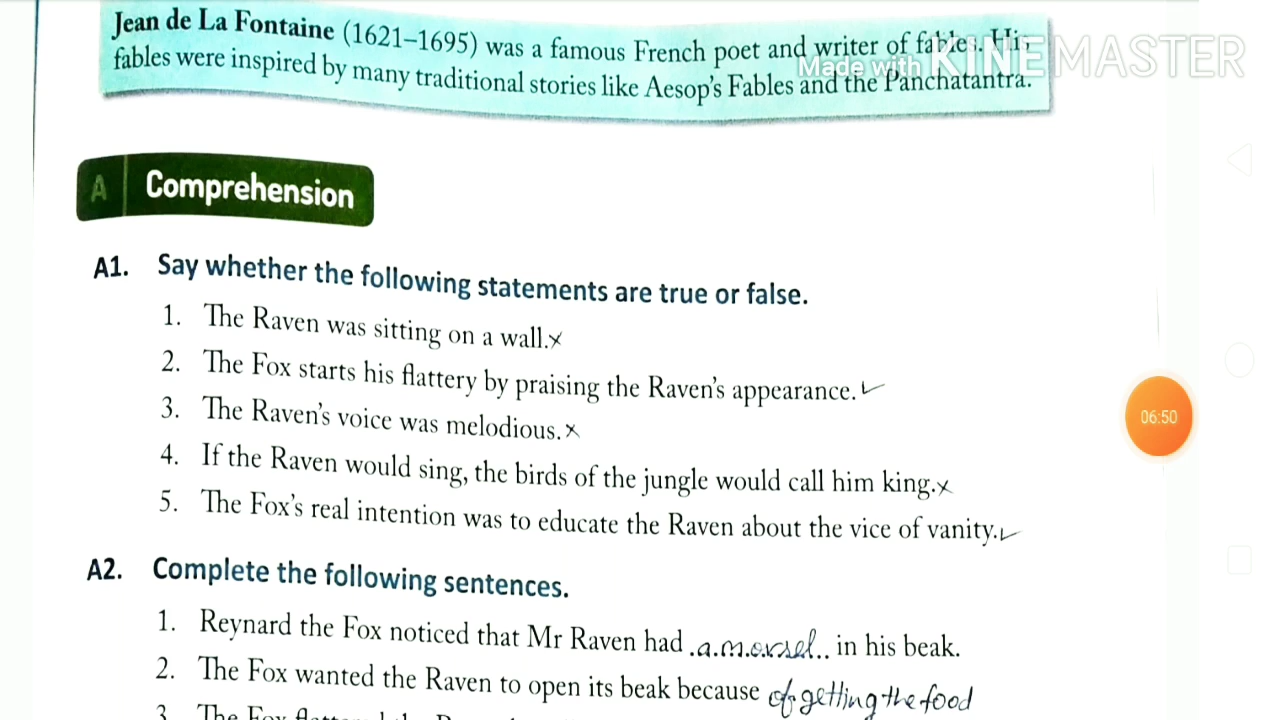 Jean de La Fontaine (1621–1695) was a famous French poet and writer of fables. His
fables were inspired by many traditional stories like Aesop's Fables and the Panchatantra.
Made with KINEMASTER
A Comprehension
A1. Say whether the following statements are true or false.
1. The Raven was sitting on a wall.×
2. The Fox starts his flattery by praising the Raven's appearance.✓
3. The Raven's voice was melodious.×
4. If the Raven would sing, the birds of the jungle would call him king.×
06:50
5. The Fox's real intention was to educate the Raven about the vice of vanity.✓
A2. Complete the following sentences.
1. Reynard the Fox noticed that Mr Raven had .a.morsel.. in his beak.
2. The Fox wanted the Raven to open its beak because of getting the food
3. The Fox